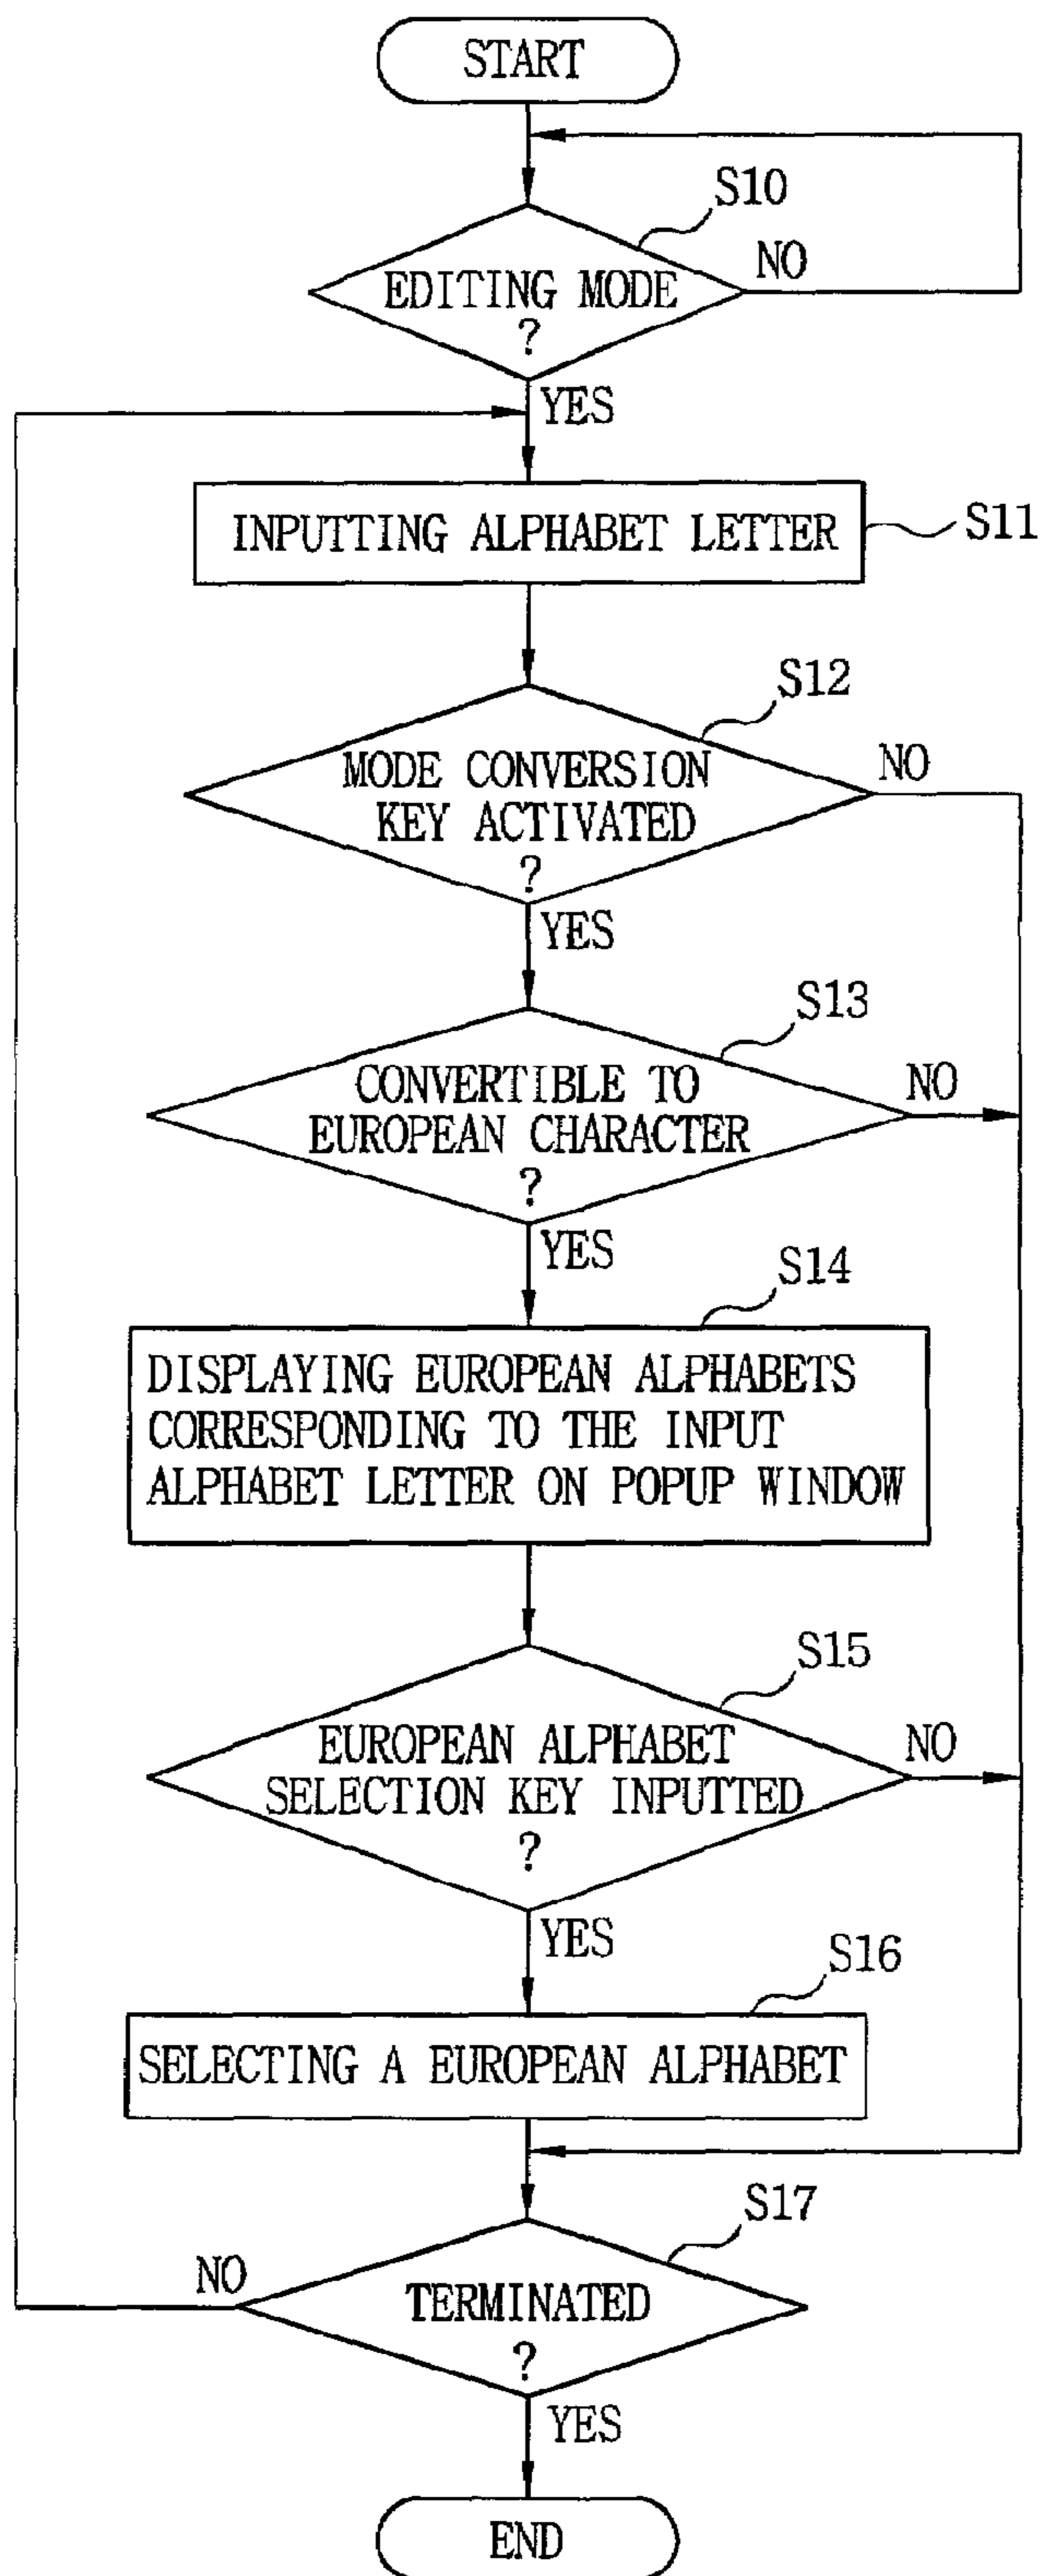 START
S10
EDITING MODE
?
NO
YES
INPUTTING ALPHABET LETTER
S11
S12
MODE CONVERSION
KEY ACTIVATED
?
NO
YES
S13
CONVERTIBLE TO
EUROPEAN CHARACTER
?
NO
YES
S14
DISPLAYING EUROPEAN ALPHABETS
CORRESPONDING TO THE INPUT
ALPHABET LETTER ON POPUP WINDOW
S15
EUROPEAN ALPHABET
SELECTION KEY INPUTTED
?
NO
YES
S16
SELECTING A EUROPEAN ALPHABET
S17
NO
TERMINATED
?
YES
END